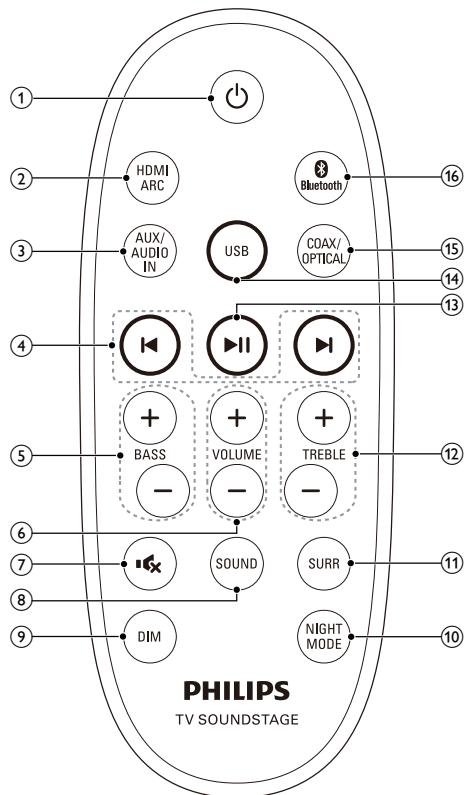 1
2
HDMI
ARC
Bluetooth
16
3
AUX/
AUDIO
IN
USB
COAX/
OPTICAL
15
14
13
4
5
+
BASS
−
+
VOLUME
−
+
TREBLE
−
12
6
7
SOUND
SURR
11
8
9
DIM
NIGHT
MODE
10
PHILIPS
TV SOUNDSTAGE